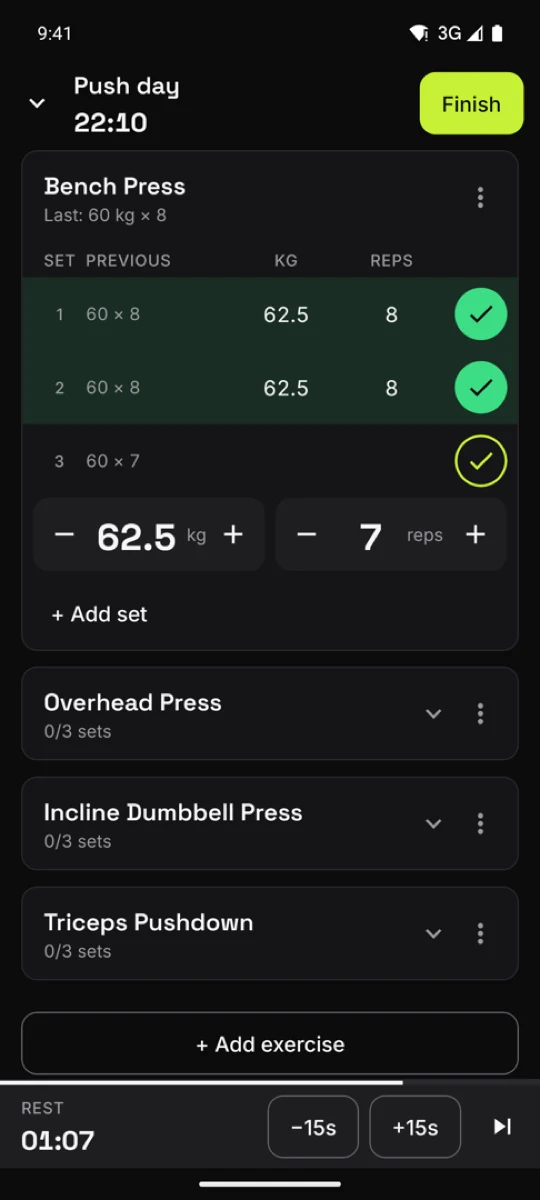 9:41
3G
Push day
22:10
Finish
Bench Press
Last: 60 kg × 8
SET PREVIOUS KG REPS
1 60 × 8 62.5 8
2 60 × 8 62.5 8
3 60 × 7
− 62.5 kg + − 7 reps +
+ Add set
Overhead Press
0/3 sets
Incline Dumbbell Press
0/3 sets
Triceps Pushdown
0/3 sets
+ Add exercise
REST
01:07
−15s +15s